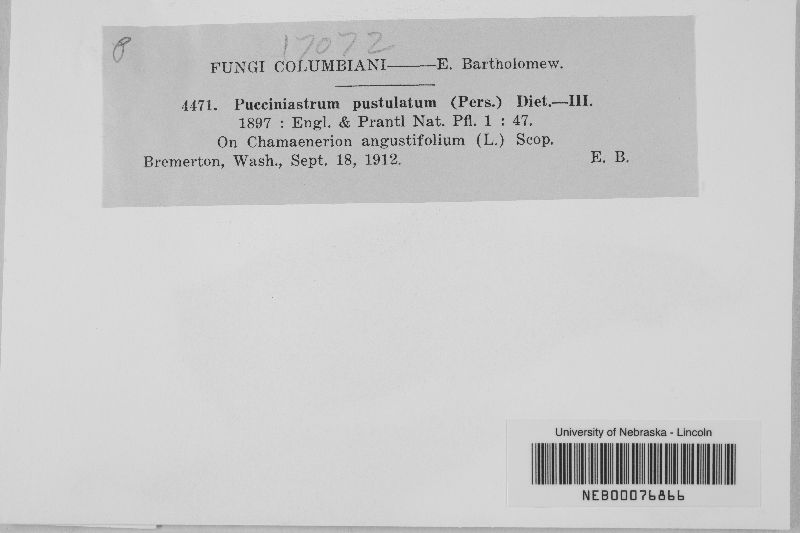 P 17072
FUNGI COLUMBIANI——E. Bartholomew.
4471. Pucciniastrum pustulatum (Pers.) Diet.—III.
1897 : Engl. & Prantl Nat. Pfl. 1 : 47.
On Chamaenerion angustifolium (L.) Scop.
Bremerton, Wash., Sept. 18, 1912. E. B.
University of Nebraska - Lincoln
NEB00076866